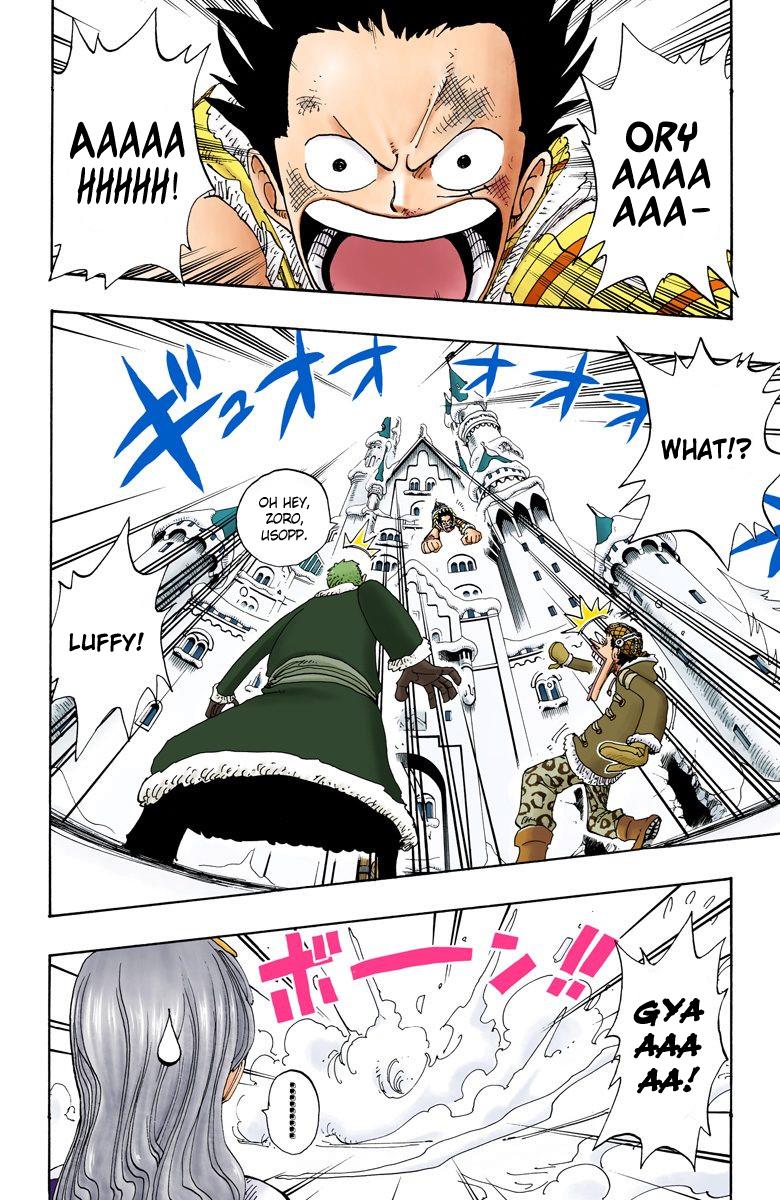 ORY
AAAA
AAA-
AAAAA
HHHHH!
WHAT!?
ギュオオオオオ
OH HEY,
ZORO,
USOPP.
LUFFY!
ボーン!!
GYA
AAA
AA!